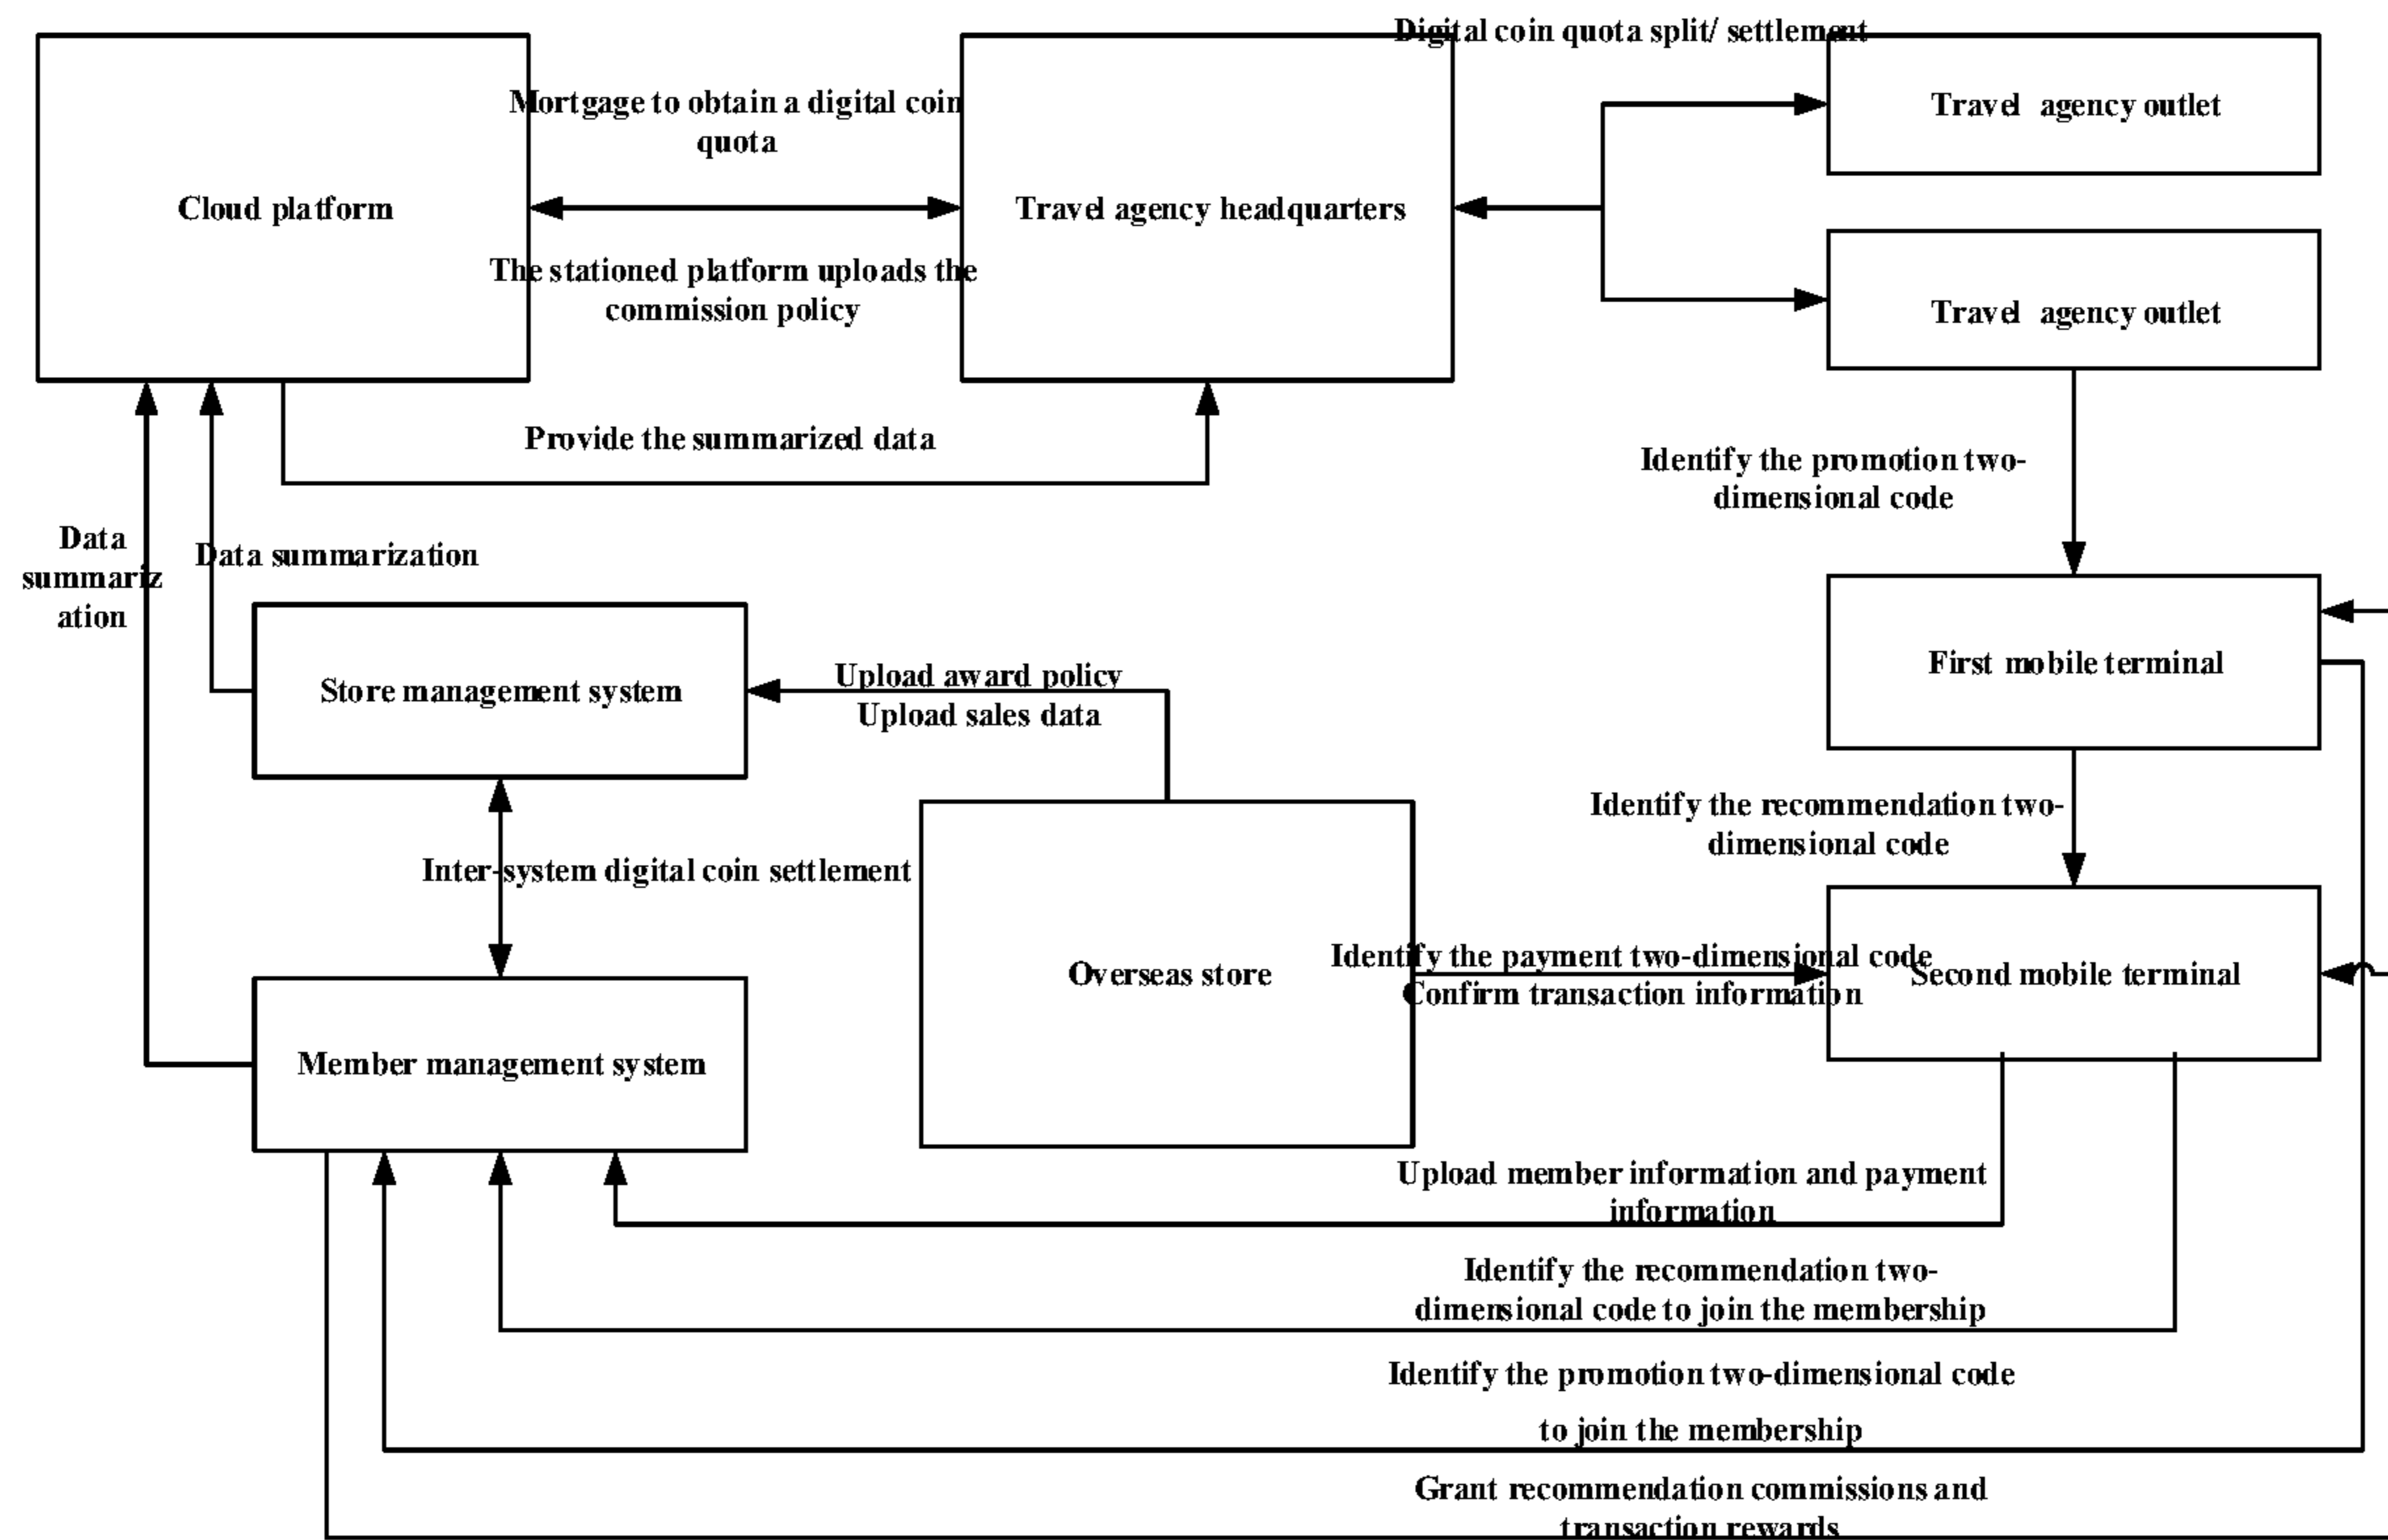 Digital coin quota split/ settlement
Mortgage to obtain a digital coin
quota
Cloud platform
Travel agency headquarters
Travel agency outlet
The stationed platform uploads the
commission policy
Travel agency outlet
Provide the summarized data
Identify the promotion two-
dimensional code
Data
summariz
ation
Data summarization
Store management system
Upload award policy
Upload sales data
First mobile terminal
Identify the recommendation two-
dimensional code
Inter-system digital coin settlement
Overseas store
Identify the payment two-dimensional code
Confirm transaction information
Second mobile terminal
Member management system
Upload member information and payment
information
Identify the recommendation two-
dimensional code to join the membership
Identify the promotion two-dimensional code
to join the membership
Grant recommendation commissions and
transaction rewards